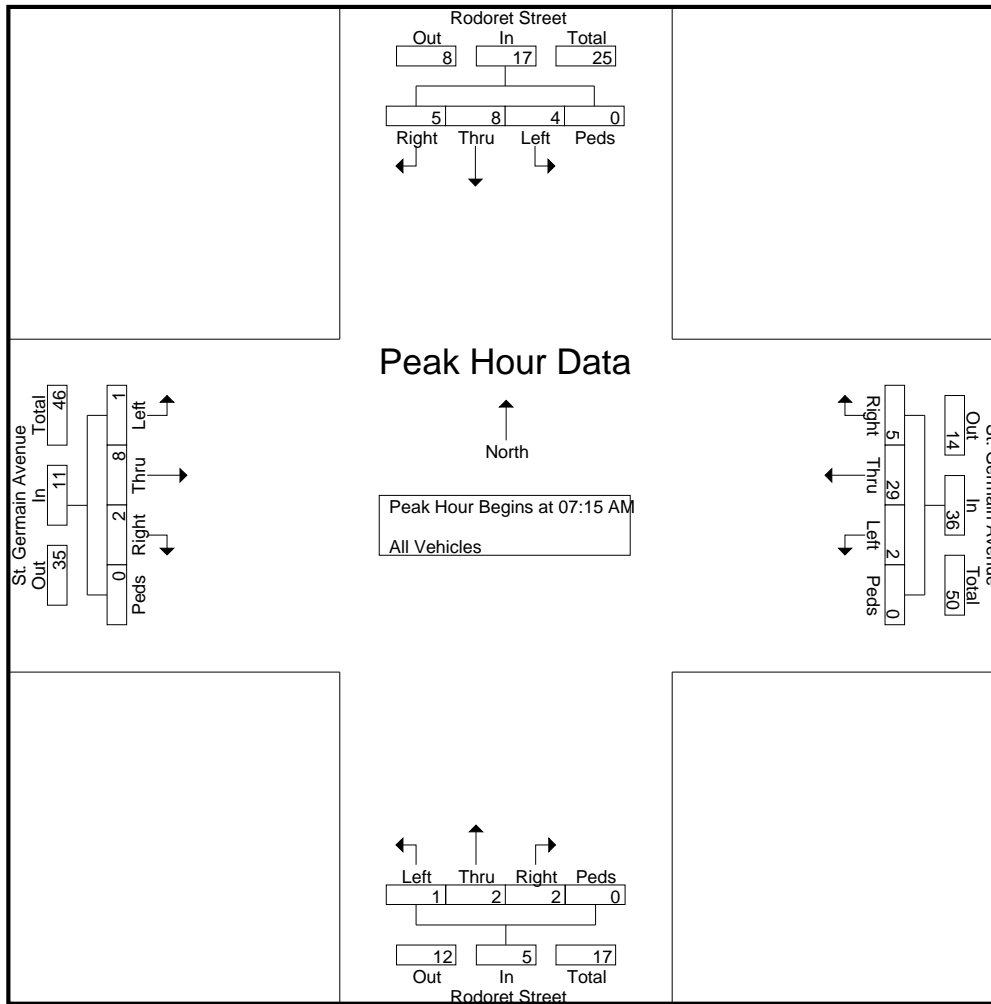 Rodoret Street
Out In Total
8 17 25
5 8 4 0
Right Thru Left Peds
Peak Hour Data
North
Peak Hour Begins at 07:15 AM
All Vehicles
St. Germain Avenue
Out In Total
35 11 46
1 8 2 0
Left Thru Right Peds
St. Germain Avenue
Out In Total
14 36 50
5 29 2 0
Right Thru Left Peds
Left Thru Right Peds
1 2 2 0
12 5 17
Out In Total
Rodoret Street